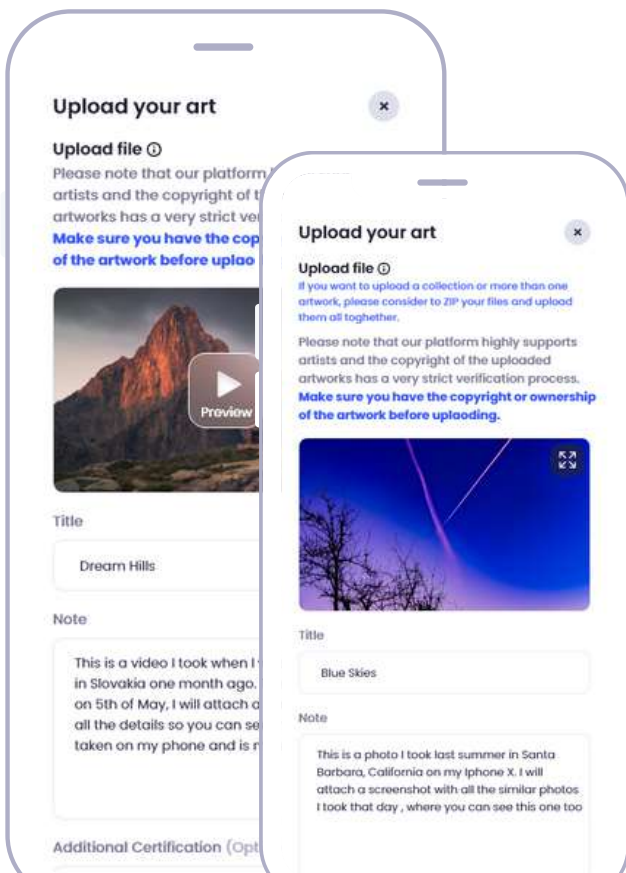 Upload your art
Upload file
Please note that our platform
artists and the copyright of t
artworks has a very strict ver
Make sure you have the cop
of the artwork before uplao
Preview
Title
Dream Hills
Note
This is a video I took when I
in Slovakia one month ago.
on 5th of May, I will attach a
all the details so you can se
taken on my phone and is
Additional Certification (Opt
Upload your art
Upload file
If you want to upload a collection or more than one
artwork, please consider to ZIP your files and upload
them all toghether.
Please note that our platform highly supports
artists and the copyright of the uploaded
artworks has a very strict verification process.
Make sure you have the copyright or ownership
of the artwork before uplaoding.
Title
Blue Skies
Note
This is a photo I took last summer in Santa
Barbara, California on my Iphone X. I will
attach a screenshot with all the similar photos
I took that day , where you can see this one too